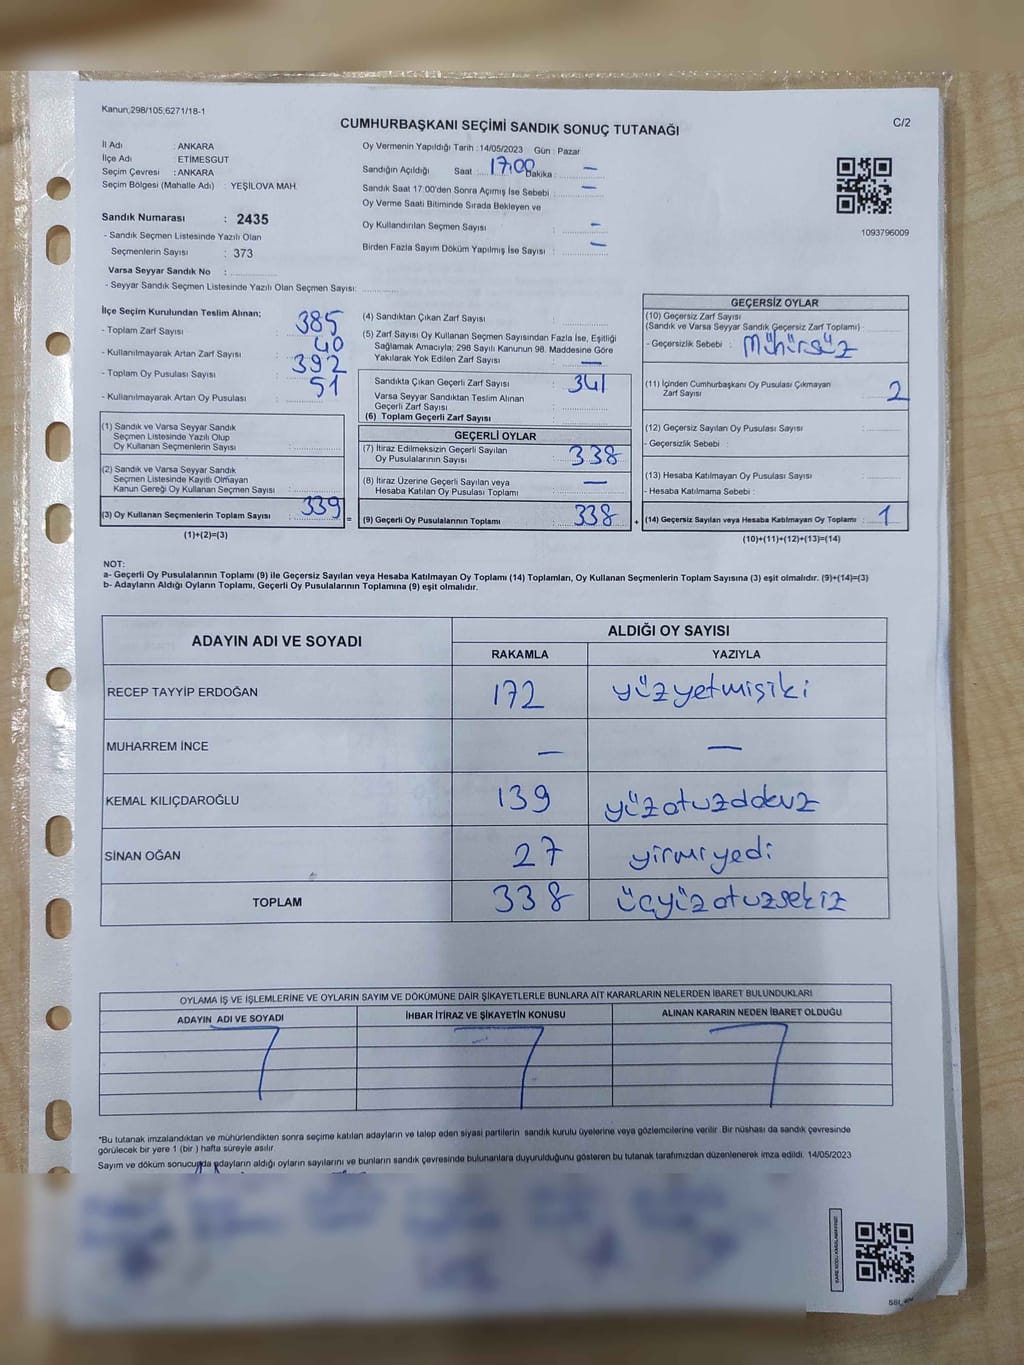 Kanun;298/105;6271/18-1
C/2
CUMHURBAŞKANI SEÇİMİ SANDIK SONUÇ TUTANAĞI
İl Adı : ANKARA
İlçe Adı : ETİMESGUT
Seçim Çevresi : ANKARA
Seçim Bölgesi (Mahalle Adı) : YEŞİLOVA MAH.
Sandık Numarası : 2435
- Sandık Seçmen Listesinde Yazılı Olan
Seçmenlerin Sayısı : 373
Varsa Seyyar Sandık No :
- Seyyar Sandık Seçmen Listesinde Yazılı Olan Seçmen Sayısı:
Oy Vermenin Yapıldığı Tarih : 14/05/2023 Gün : Pazar
Sandığın Açıldığı Saat : 17:00 Dakika : —
Sandık Saat 17.00'den Sonra Açımış İse Sebebi : —
Oy Verme Saati Bitiminde Sırada Bekleyen ve
Oy Kullandırılan Seçmen Sayısı : —
Birden Fazla Sayım Döküm Yapılmış İse Sayısı : —
1093796009
İlçe Seçim Kurulundan Teslim Alınan;
- Toplam Zarf Sayısı : 385
- Kullanılmayarak Artan Zarf Sayısı : 40
- Toplam Oy Pusulası Sayısı : 392
- Kullanılmayarak Artan Oy Pusulası : 51
(1) Sandık ve Varsa Seyyar Sandık
Seçmen Listesinde Yazılı Olup
Oy Kullanan Seçmenlerin Sayısı :
(2) Sandık ve Varsa Seyyar Sandık
Seçmen Listesinde Kayıtlı Olmayan
Kanun Gereği Oy Kullanan Seçmen Sayısı :
(3) Oy Kullanan Seçmenlerin Toplam Sayısı : 339
(1)+(2)=(3)
=
(4) Sandıktan Çıkan Zarf Sayısı :
(5) Zarf Sayısı Oy Kullanan Seçmen Sayısından Fazla İse, Eşitliği
Sağlamak Amacıyla; 298 Sayılı Kanunun 98. Maddesine Göre
Yakılarak Yok Edilen Zarf Sayısı : —
Sandıkta Çıkan Geçerli Zarf Sayısı : 341
Varsa Seyyar Sandıktan Teslim Alınan
Geçerli Zarf Sayısı :
(6) Toplam Geçerli Zarf Sayısı :
GEÇERLİ OYLAR
(7) İtiraz Edilmeksizin Geçerli Sayılan
Oy Pusulalarının Sayısı : 338
(8) İtiraz Üzerine Geçerli Sayılan veya
Hesaba Katılan Oy Pusulası Toplamı : —
(9) Geçerli Oy Pusulalarının Toplamı : 338
+
GEÇERSİZ OYLAR
(10) Geçersiz Zarf Sayısı
(Sandık ve Varsa Seyyar Sandık Geçersiz Zarf Toplamı) :
- Geçersizlik Sebebi : Mühürsüz
(11) İçinden Cumhurbaşkanı Oy Pusulası Çıkmayan
Zarf Sayısı : 2
(12) Geçersiz Sayılan Oy Pusulası Sayısı :
- Geçersizlik Sebebi :
(13) Hesaba Katılmayan Oy Pusulası Sayısı :
- Hesaba Katılmama Sebebi :
(14) Geçersiz Sayılan veya Hesaba Katılmayan Oy Toplamı : 1
(10)+(11)+(12)+(13)=(14)
NOT:
a- Geçerli Oy Pusulalarının Toplamı (9) ile Geçersiz Sayılan veya Hesaba Katılmayan Oy Toplamı (14) Toplamları, Oy Kullanan Seçmenlerin Toplam Sayısına (3) eşit olmalıdır. (9)+(14)=(3)
b- Adayların Aldığı Oyların Toplamı, Geçerli Oy Pusulalarının Toplamına (9) eşit olmalıdır.
ADAYIN ADI VE SOYADI
ALDIĞI OY SAYISI
RAKAMLA YAZIYLA
RECEP TAYYİP ERDOĞAN 172 yüzyetmişiki
MUHARREM İNCE — —
KEMAL KILIÇDAROĞLU 139 yüzotuzdokuz
SİNAN OĞAN 27 yirmiyedi
TOPLAM 338 üçyüzotuzsekiz
OYLAMA İŞ VE İŞLEMLERİNE VE OYLARIN SAYIM VE DÖKÜMÜNE DAİR ŞİKAYETLERLE BUNLARA AİT KARARLARIN NELERDEN İBARET BULUNDUKLARI
ADAYIN ADI VE SOYADI İHBAR İTİRAZ VE ŞİKAYETİN KONUSU ALINAN KARARIN NEDEN İBARET OLDUĞU
*Bu tutanak imzalandıktan ve mühürlendikten sonra seçime katılan adayların ve talep eden siyasi partilerin sandık kurulu üyelerine veya gözlemcilerine verilir. Bir nüshası da sandık çevresinde
görülecek bir yere 1 (bir) hafta süreyle asılır.
Sayım ve döküm sonucunda adayların aldığı oyların sayılarını ve bunların sandık çevresinde bulunanlara duyurulduğunu gösteren bu tutanak tarafımızdan düzenlenerek imza edildi. 14/05/2023